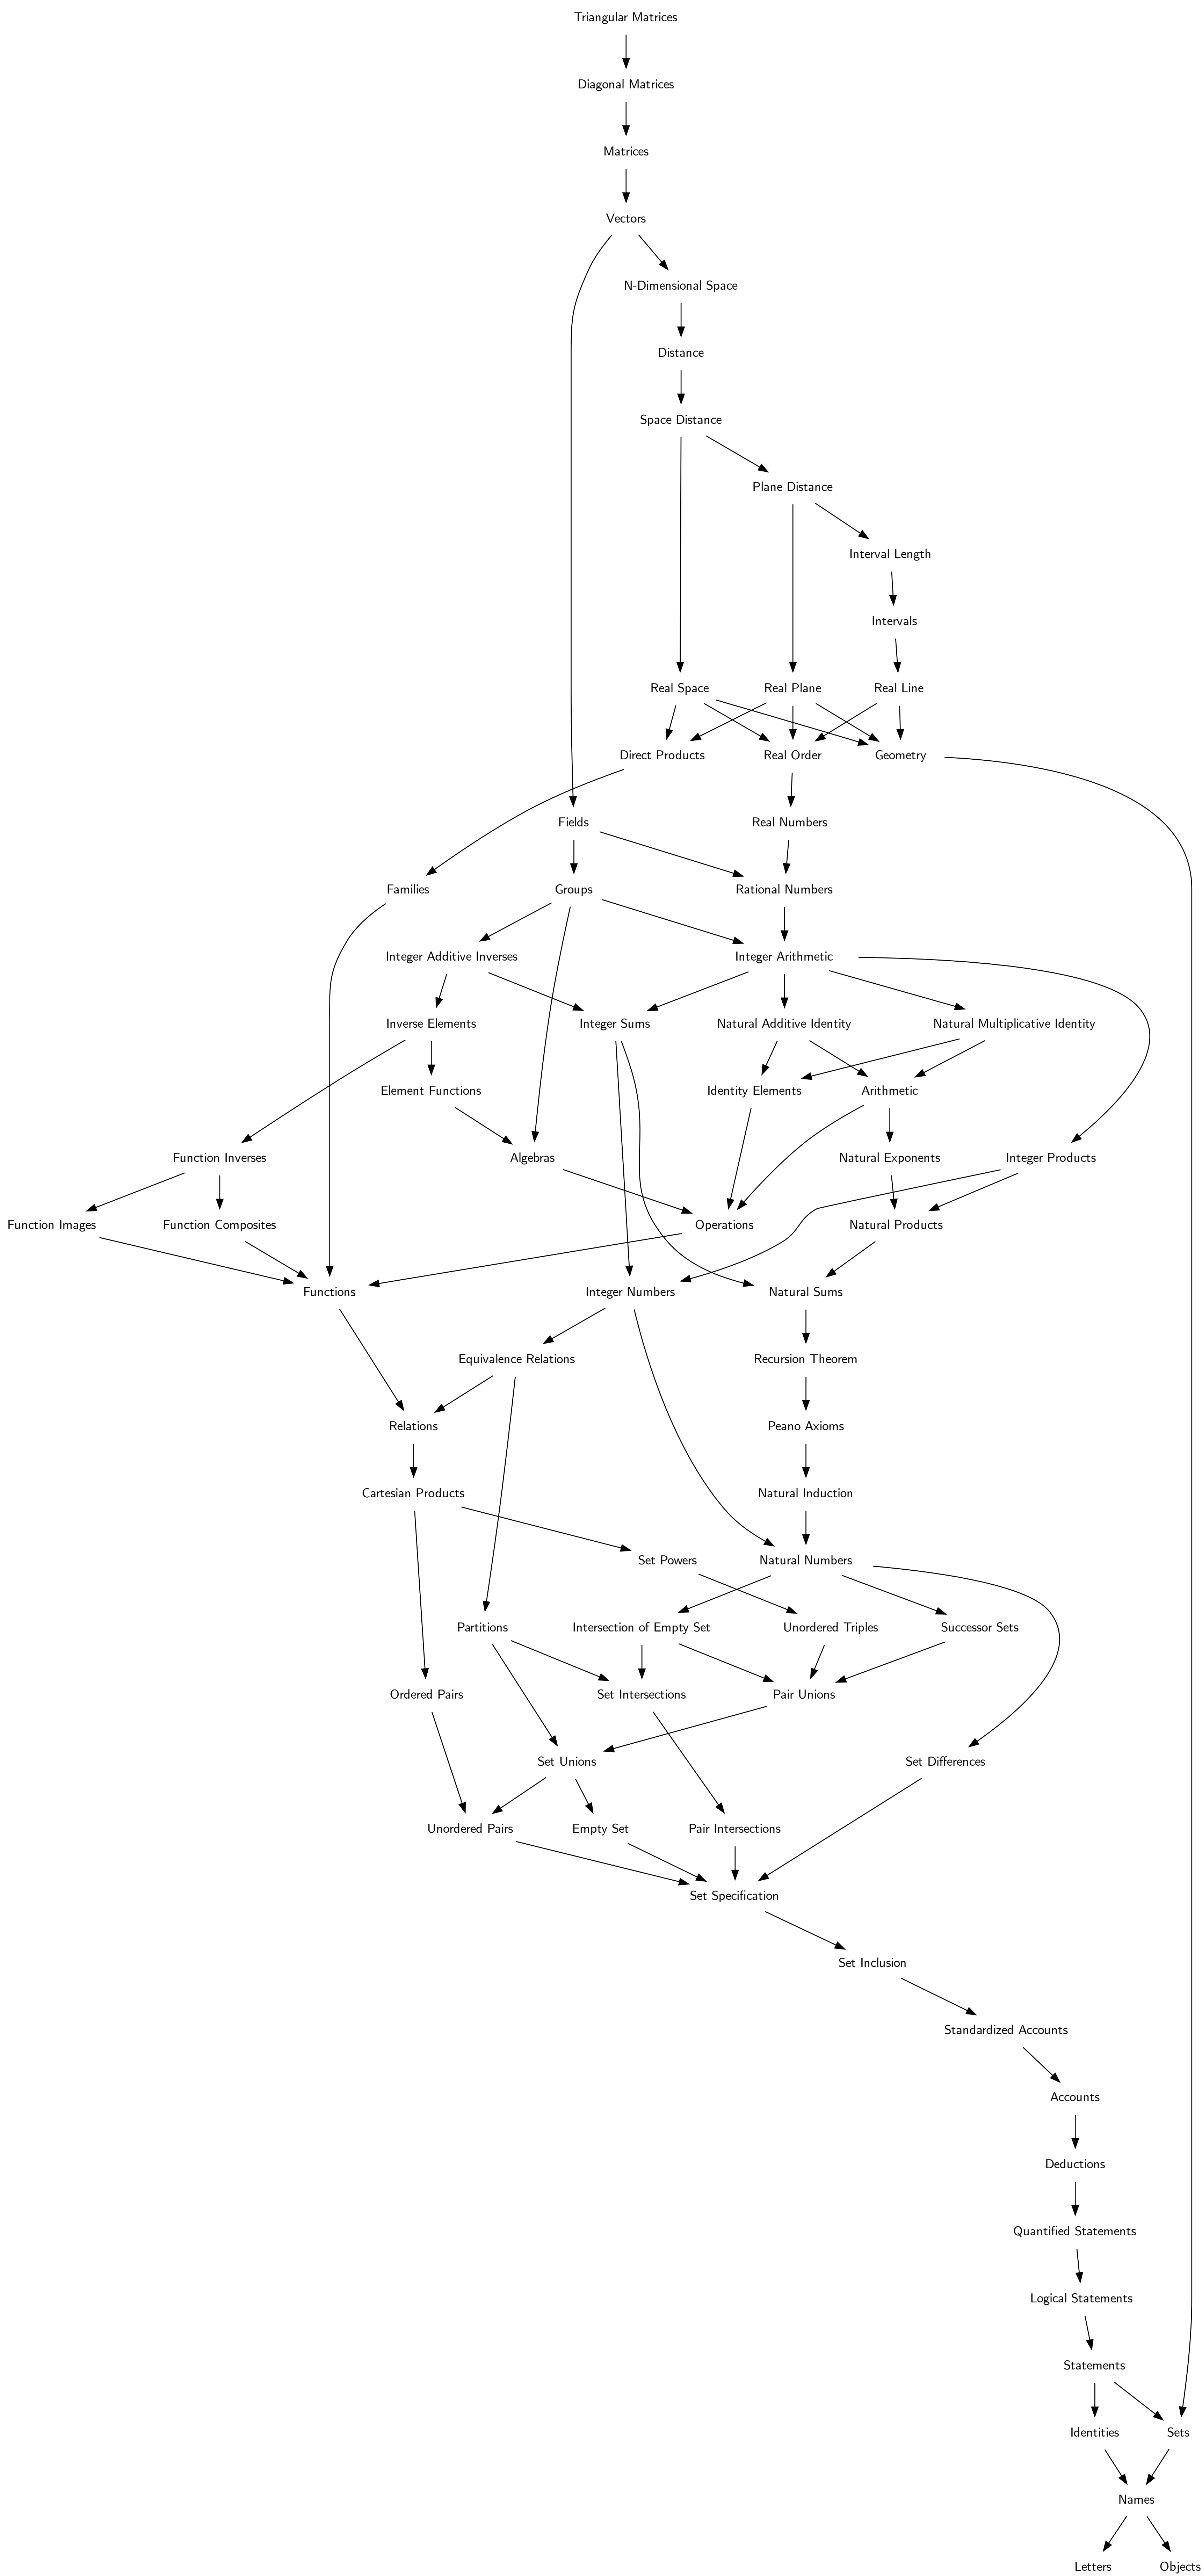 Triangular Matrices
Diagonal Matrices
Matrices
Vectors
N-Dimensional Space
Distance
Space Distance
Plane Distance
Interval Length
Intervals
Real Space
Real Plane
Real Line
Direct Products
Real Order
Geometry
Fields
Real Numbers
Families
Groups
Rational Numbers
Integer Additive Inverses
Integer Arithmetic
Inverse Elements
Integer Sums
Natural Additive Identity
Natural Multiplicative Identity
Element Functions
Identity Elements
Arithmetic
Function Inverses
Algebras
Natural Exponents
Integer Products
Function Images
Function Composites
Operations
Natural Products
Functions
Integer Numbers
Natural Sums
Equivalence Relations
Recursion Theorem
Relations
Peano Axioms
Cartesian Products
Natural Induction
Set Powers
Natural Numbers
Partitions
Intersection of Empty Set
Unordered Triples
Successor Sets
Ordered Pairs
Set Intersections
Pair Unions
Set Unions
Set Differences
Unordered Pairs
Empty Set
Pair Intersections
Set Specification
Set Inclusion
Standardized Accounts
Accounts
Deductions
Quantified Statements
Logical Statements
Statements
Identities
Sets
Names
Letters
Objects